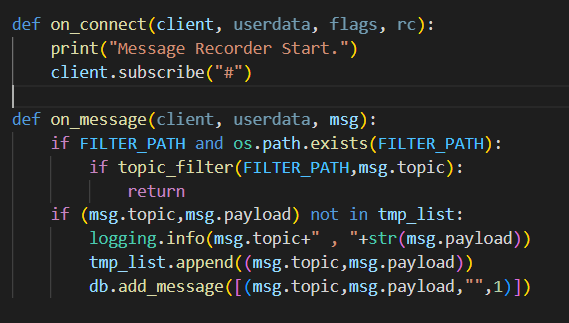 def on_connect(client, userdata, flags, rc):
    print("Message Recorder Start.")
    client.subscribe("#")

def on_message(client, userdata, msg):
    if FILTER_PATH and os.path.exists(FILTER_PATH):
        if topic_filter(FILTER_PATH,msg.topic):
            return
    if (msg.topic,msg.payload) not in tmp_list:
        logging.info(msg.topic+" , "+str(msg.payload))
        tmp_list.append((msg.topic,msg.payload))
        db.add_message([(msg.topic,msg.payload,"",1)])